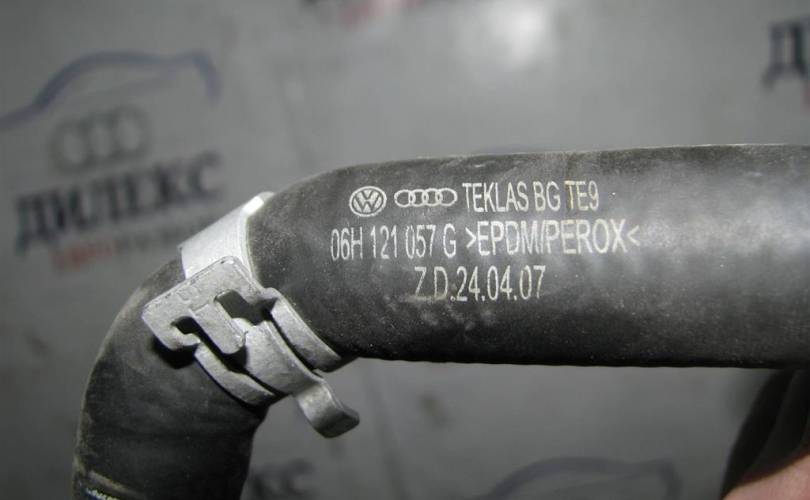 TEKLAS BG TE9
06H 121 057 G >EPDM/PEROX<
Z.D.24.04.07
ДИЛЕКС